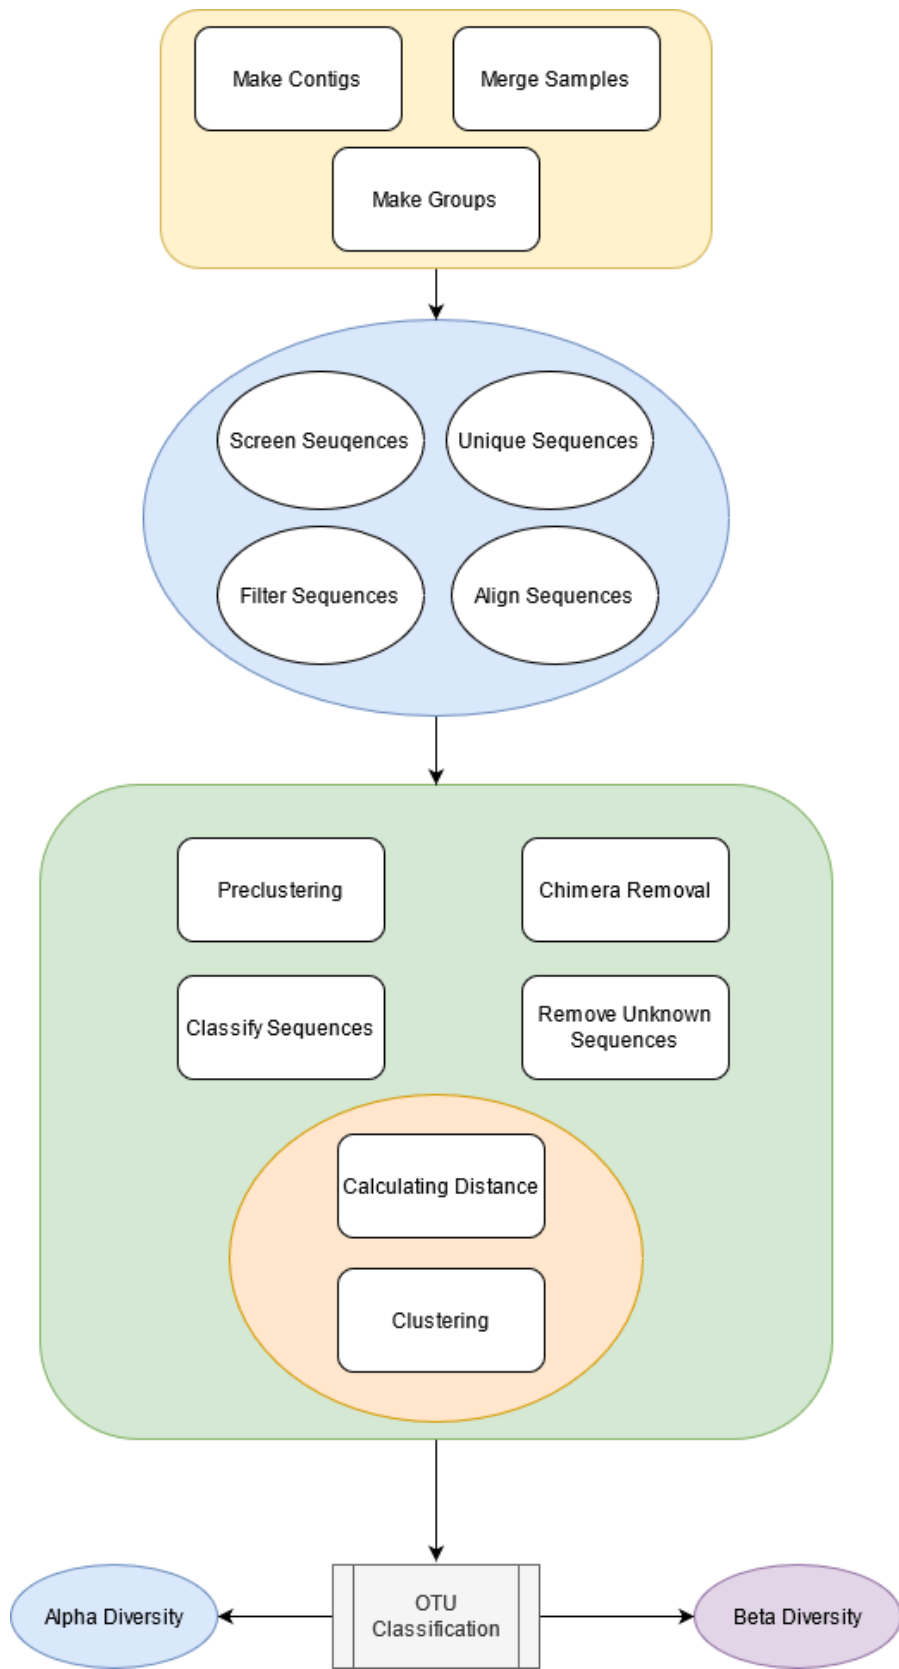 Make Contigs
Merge Samples
Make Groups
Screen Seuqences
Unique Sequences
Filter Sequences
Align Sequences
Preclustering
Chimera Removal
Classify Sequences
Remove Unknown
Sequences
Calculating Distance
Clustering
Alpha Diversity
OTU
Classification
Beta Diversity